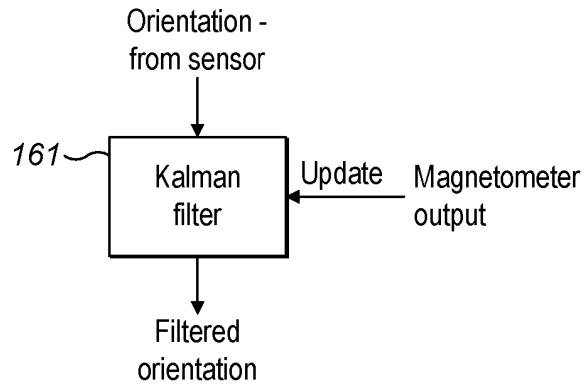 Orientation -
from sensor
161
Kalman
filter
Update
Magnetometer
output
Filtered
orientation